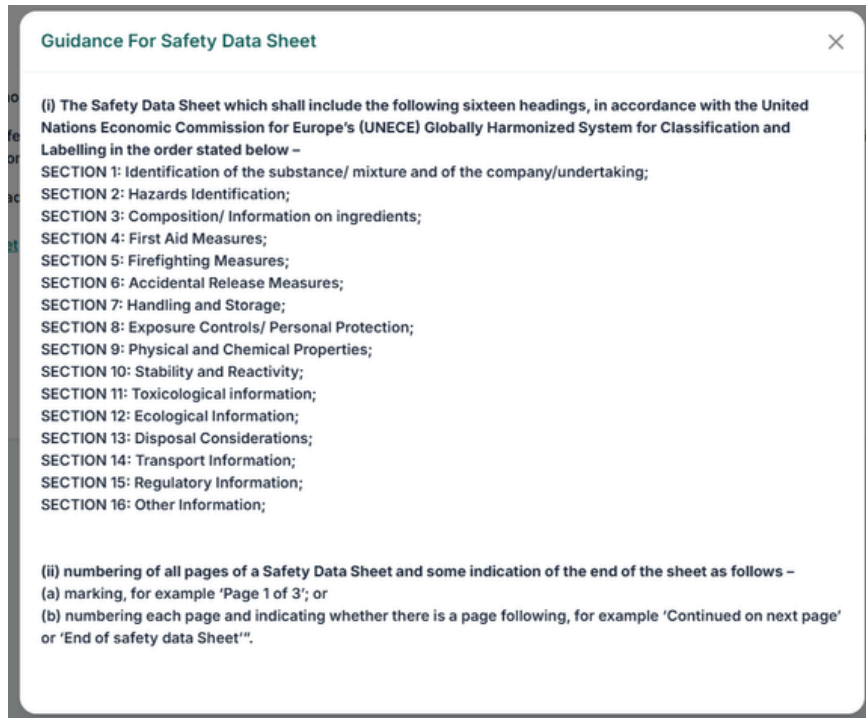 Guidance For Safety Data Sheet
(i) The Safety Data Sheet which shall include the following sixteen headings, in accordance with the United
Nations Economic Commission for Europe's (UNECE) Globally Harmonized System for Classification and
Labelling in the order stated below –
SECTION 1: Identification of the substance/ mixture and of the company/undertaking;
SECTION 2: Hazards Identification;
SECTION 3: Composition/ Information on ingredients;
SECTION 4: First Aid Measures;
SECTION 5: Firefighting Measures;
SECTION 6: Accidental Release Measures;
SECTION 7: Handling and Storage;
SECTION 8: Exposure Controls/ Personal Protection;
SECTION 9: Physical and Chemical Properties;
SECTION 10: Stability and Reactivity;
SECTION 11: Toxicological information;
SECTION 12: Ecological Information;
SECTION 13: Disposal Considerations;
SECTION 14: Transport Information;
SECTION 15: Regulatory Information;
SECTION 16: Other Information;
(ii) numbering of all pages of a Safety Data Sheet and some indication of the end of the sheet as follows –
(a) marking, for example ‘Page 1 of 3’; or
(b) numbering each page and indicating whether there is a page following, for example ‘Continued on next page’
or ‘End of safety data Sheet’”.